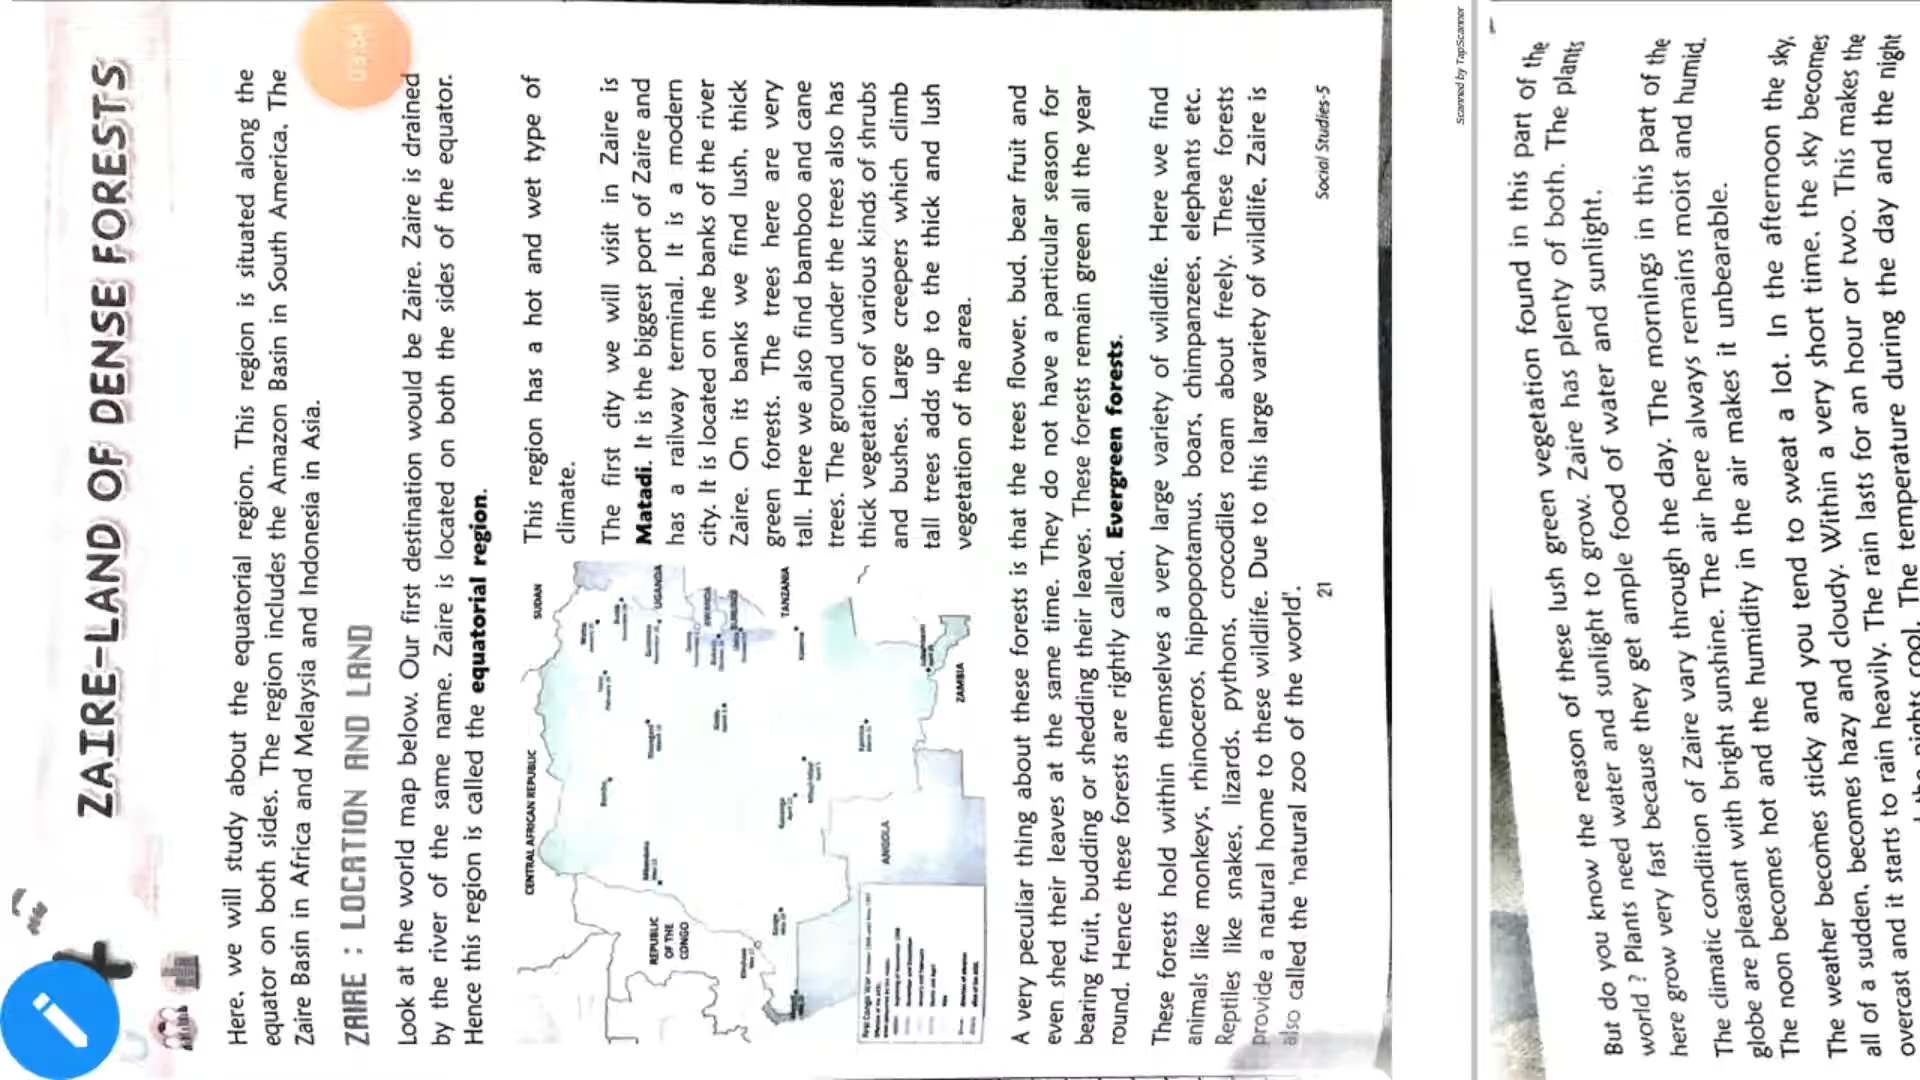 ZAIRE-LAND OF DENSE FORESTS
Here, we will study about the equatorial region. This region is situated along the
equator on both sides. The region includes the Amazon Basin in South America, The
Zaire Basin in Africa and Melaysia and Indonesia in Asia.
ZAIRE : LOCATION AND LAND
Look at the world map below. Our first destination would be Zaire. Zaire is drained
by the river of the same name. Zaire is located on both the sides of the equator.
Hence this region is called the equatorial region.
SUDAN
CENTRAL AFRICAN REPUBLIC
UGANDA
TANZANIA
REPUBLIC
OF THE
CONGO
ANGOLA
ZAMBIA
This region has a hot and wet type of
climate.
The first city we will visit in Zaire is
Matadi. It is the biggest port of Zaire and
has a railway terminal. It is a modern
city. It is located on the banks of the river
Zaire. On its banks we find lush, thick
green forests. The trees here are very
tall. Here we also find bamboo and cane
trees. The ground under the trees also has
thick vegetation of various kinds of shrubs
and bushes. Large creepers which climb
tall trees adds up to the thick and lush
vegetation of the area.
A very peculiar thing about these forests is that the trees flower, bud, bear fruit and
even shed their leaves at the same time. They do not have a particular season for
bearing fruit, budding or shedding their leaves. These forests remain green all the year
round. Hence these forests are rightly called, Evergreen forests.
These forests hold within themselves a very large variety of wildlife. Here we find
animals like monkeys, rhinoceros, hippopotamus, boars, chimpanzees, elephants etc.
Reptiles like snakes, lizards, pythons, crocodiles roam about freely. These forests
provide a natural home to these wildlife. Due to this large variety of wildlife, Zaire is
also called the 'natural zoo of the world'.
21
Social Studies-5
Scanned by TapScanner
But do you know the reason of these lush green vegetation found in this part of the
world ? Plants need water and sunlight to grow. Zaire has plenty of both. The plants
here grow very fast because they get ample food of water and sunlight.
The climatic condition of Zaire vary through the day. The mornings in this part of the
globe are pleasant with bright sunshine. The air here always remains moist and humid.
The noon becomes hot and the humidity in the air makes it unbearable.
The weather becomes sticky and you tend to sweat a lot. In the afternoon the sky,
all of a sudden, becomes hazy and cloudy. Within a very short time, the sky becomes
overcast and it starts to rain heavily. The rain lasts for an hour or two. This makes the
nights cool. The temperature during the day and the night